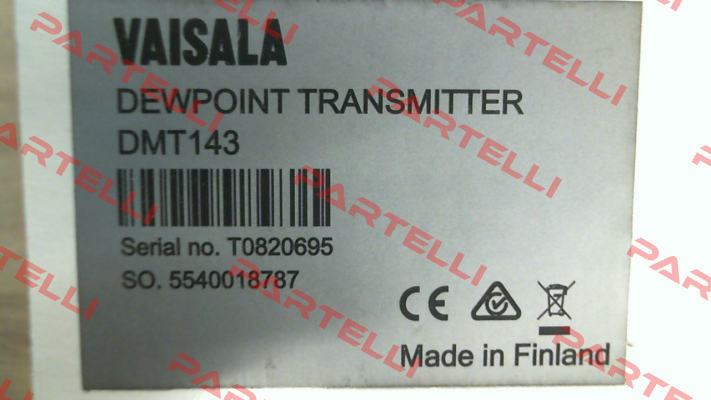 VAISALA
DEWPOINT TRANSMITTER
DMT143
Serial no. T0820695
SO. 5540018787
CE
Made in Finland
PARTELLI
PARTELLI
PARTELLI
PARTELLI
PARTELLI
PARTELLI
PARTELLI